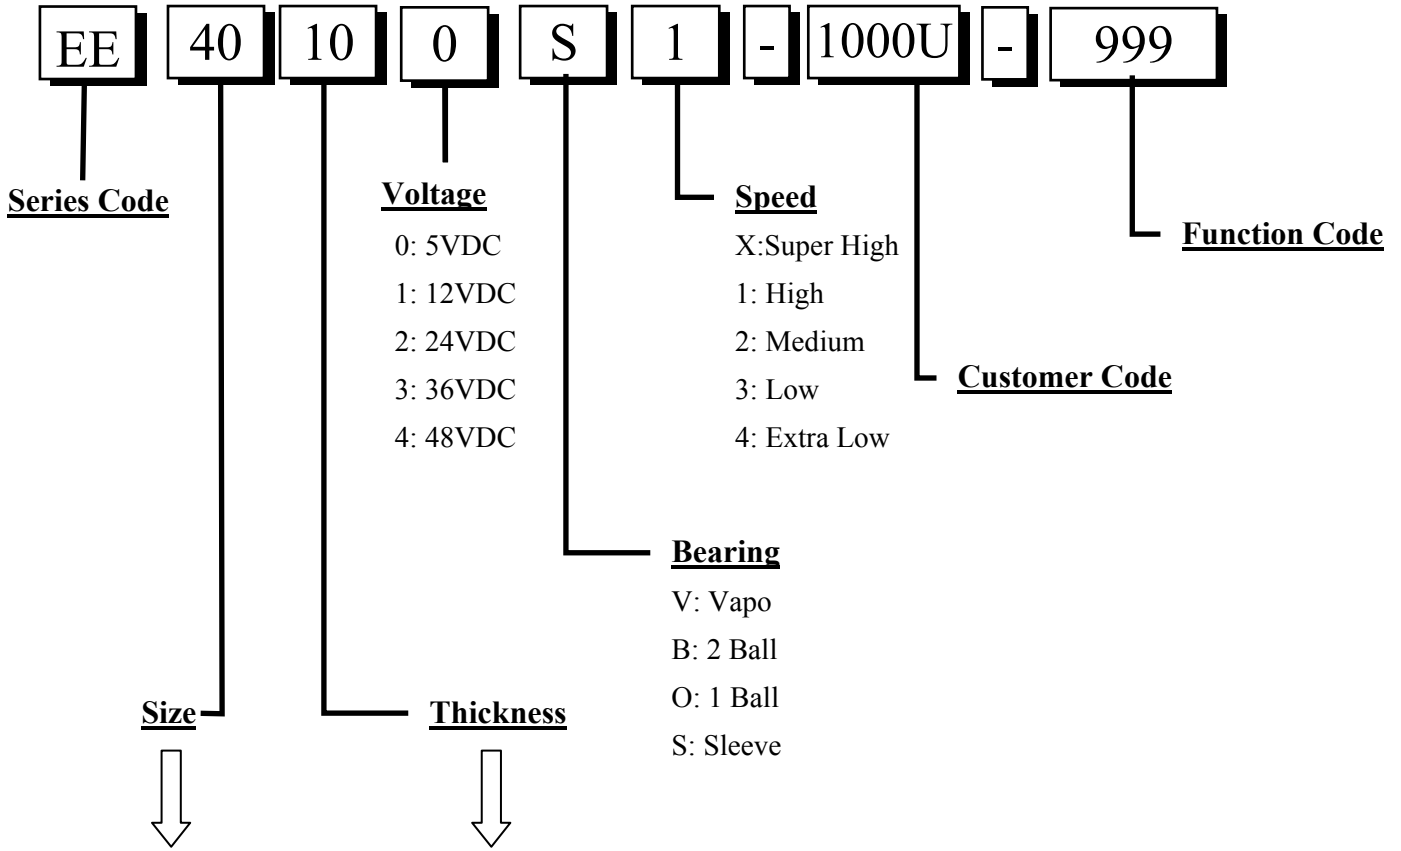 EE 40 10 0 S 1 - 1000U - 999
Series Code
Voltage
0: 5VDC
1: 12VDC
2: 24VDC
3: 36VDC
4: 48VDC
Speed
X:Super High
1: High
2: Medium
3: Low
4: Extra Low
Function Code
Customer Code
Bearing
V: Vapo
B: 2 Ball
O: 1 Ball
S: Sleeve
Size
Thickness